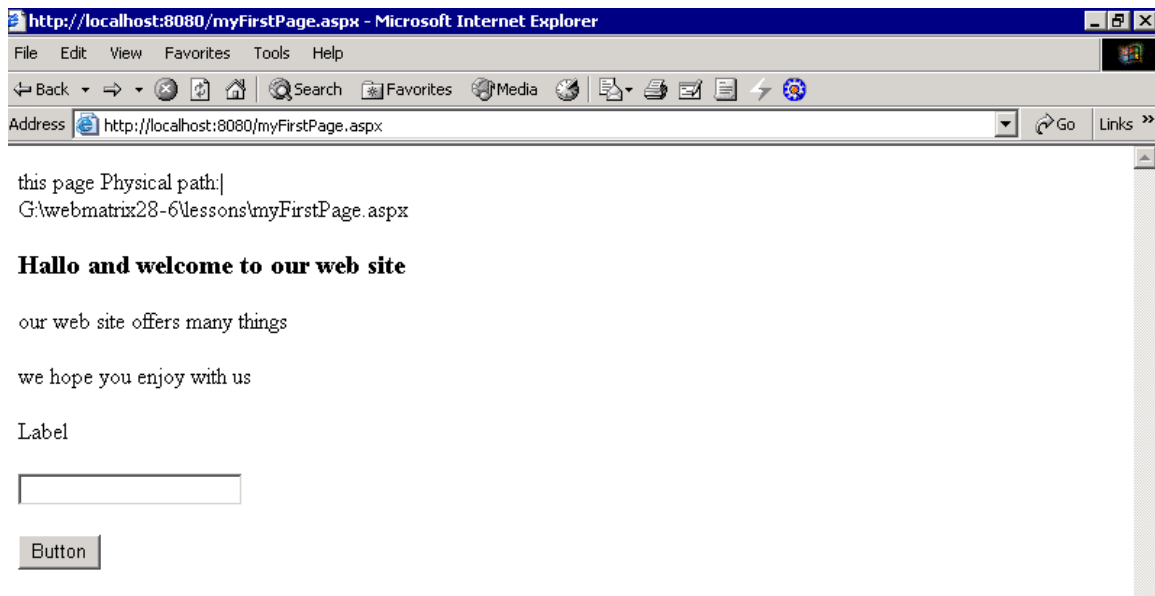 http://localhost:8080/myFirstPage.aspx - Microsoft Internet Explorer
File Edit View Favorites Tools Help
Back Search Favorites Media
Address http://localhost:8080/myFirstPage.aspx Go Links »
this page Physical path:|
G:\webmatrix28-6\lessons\myFirstPage.aspx
Hallo and welcome to our web site
our web site offers many things
we hope you enjoy with us
Label
Button